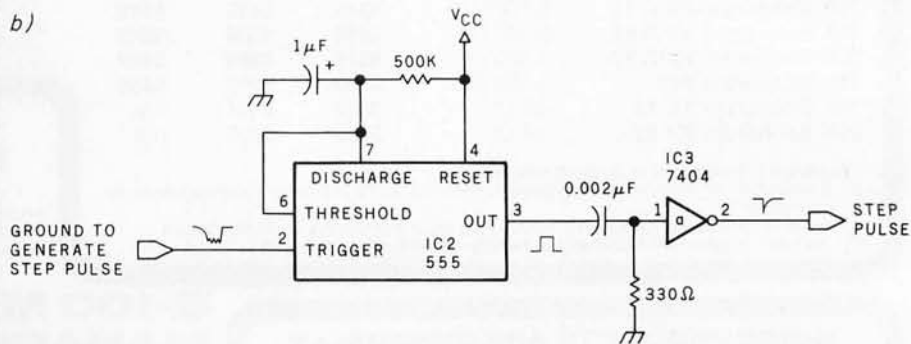 b)
VCC
1µF
+
500K
7
4
DISCHARGE
RESET
6
THRESHOLD
OUT
3
0.002µF
IC3
7404
1
a
2
STEP
PULSE
GROUND TO
GENERATE
STEP PULSE
2
TRIGGER
IC2
555
330Ω